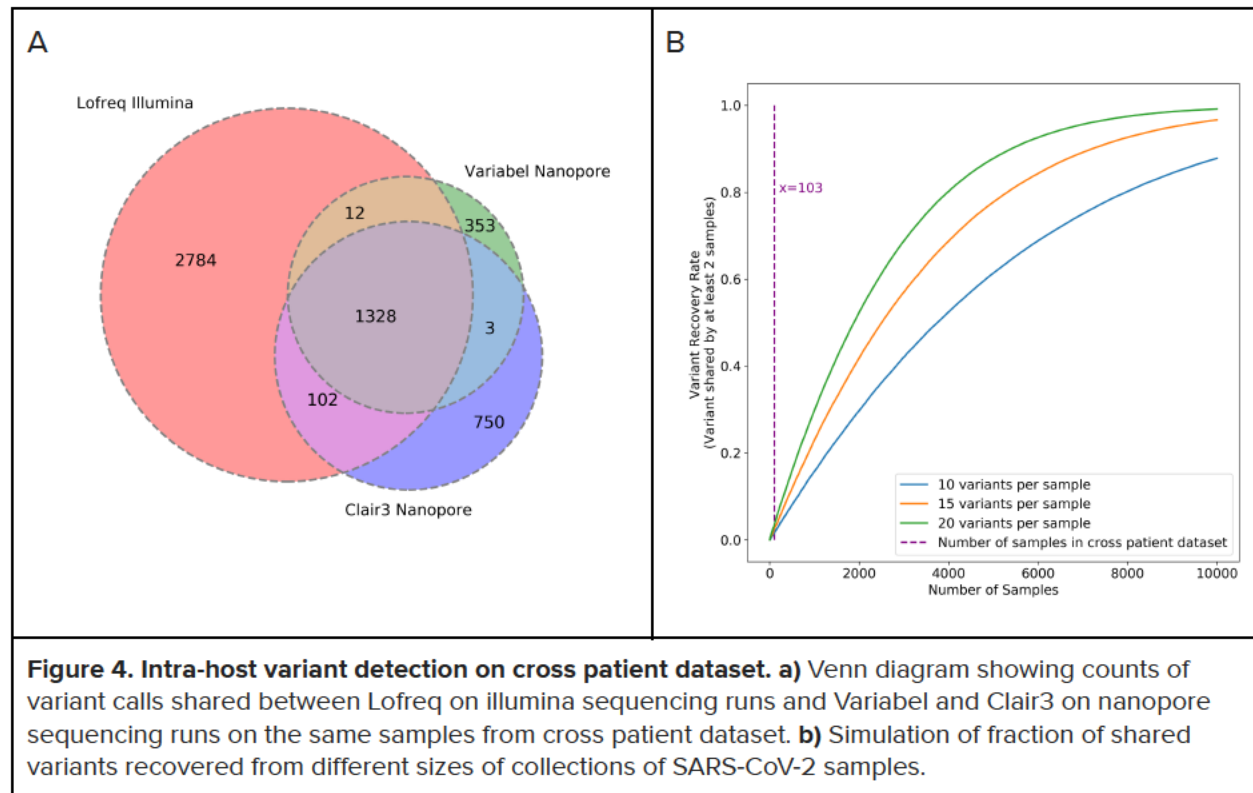 A
Lofreq Illumina
Variabel Nanopore
12
353
2784
1328
3
102
750
Clair3 Nanopore
B
1.0
0.8
0.6
0.4
0.2
0.0
Variant Recovery Rate
(Variant shared by at least 2 samples)
x=103
10 variants per sample
15 variants per sample
20 variants per sample
Number of samples in cross patient dataset
0
2000
4000
6000
8000
10000
Number of Samples
Figure 4. Intra-host variant detection on cross patient dataset. a) Venn diagram showing counts of
variant calls shared between Lofreq on illumina sequencing runs and Variabel and Clair3 on nanopore
sequencing runs on the same samples from cross patient dataset. b) Simulation of fraction of shared
variants recovered from different sizes of collections of SARS-CoV-2 samples.